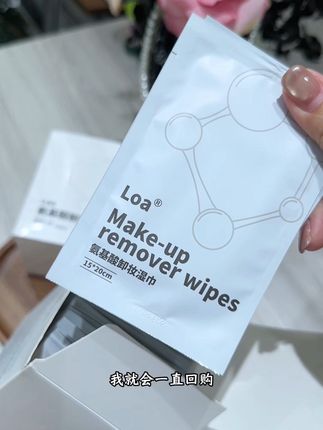 Loa®
Make-up
remover wipes
氨基酸卸妆湿巾
15*20cm
我就会一直回购